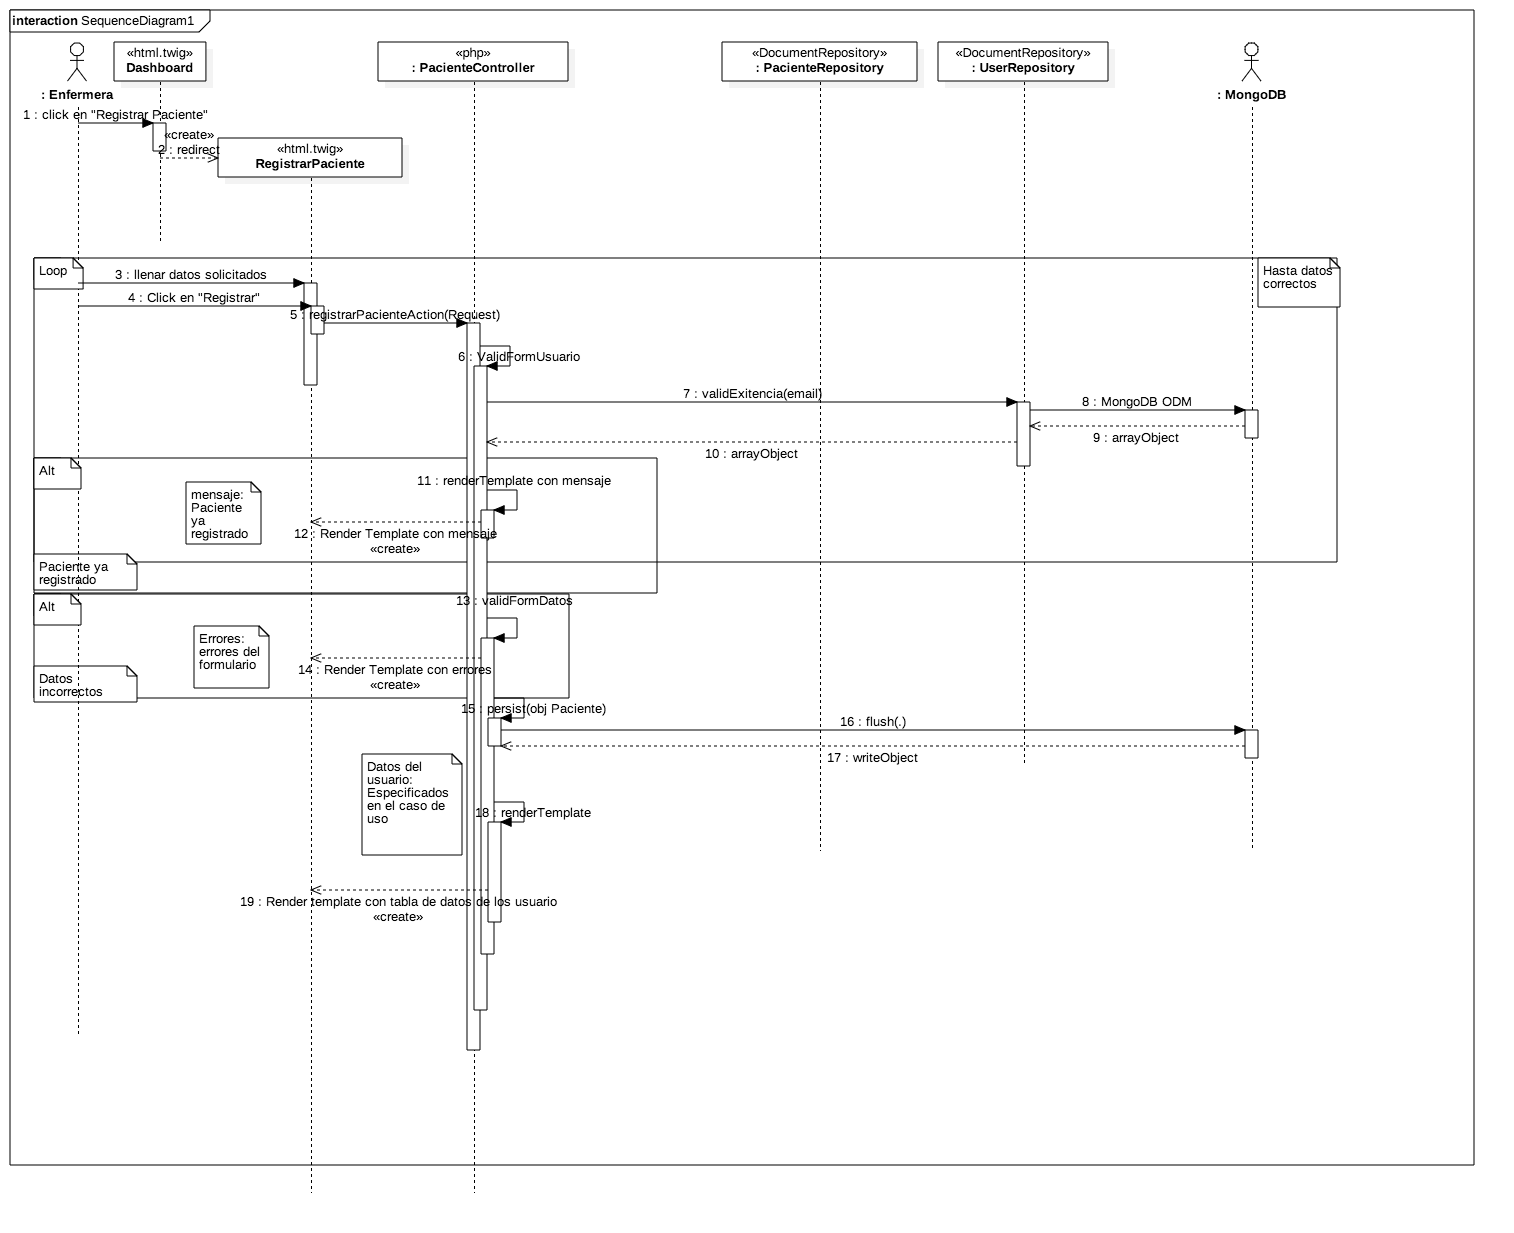 interaction SequenceDiagram1
«html.twig»
Dashboard
«php»
: PacienteController
«DocumentRepository»
: PacienteRepository
«DocumentRepository»
: UserRepository
: Enfermera
: MongoDB
1 : click en "Registrar Paciente"
«create»
2 : redirect
«html.twig»
RegistrarPaciente
Loop
Hasta datos
correctos
3 : llenar datos solicitados
4 : Click en "Registrar"
5 : registrarPacienteAction(Request)
6 : ValidFormUsuario
7 : validExitencia(email)
8 : MongoDB ODM
9 : arrayObject
10 : arrayObject
Alt
11 : renderTemplate con mensaje
mensaje:
Paciente
ya
registrado
12 : Render Template con mensaje
«create»
Paciente ya
registrado
Alt
13 : validFormDatos
Errores:
errores del
formulario
14 : Render Template con errores
«create»
Datos
incorrectos
15 : persist(obj Paciente)
16 : flush(.)
17 : writeObject
Datos del
usuario:
Especificados
en el caso de
uso
18 : renderTemplate
19 : Render template con tabla de datos de los usuario
«create»